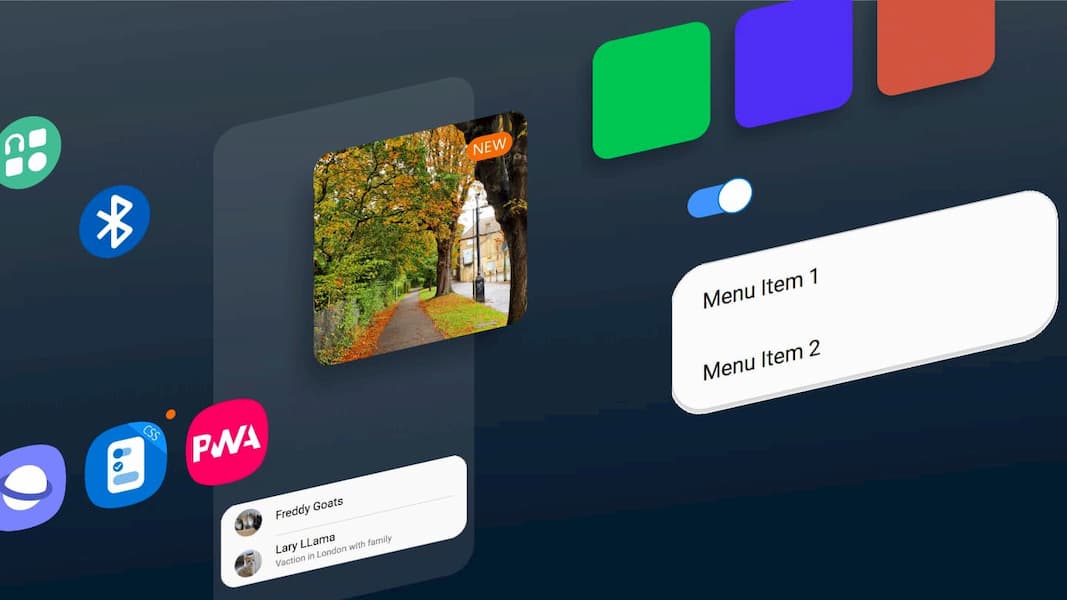 NEW
Menu Item 1
Menu Item 2
CSS
PWA
Freddy Goats
Lary LLama
Vaction in London with family